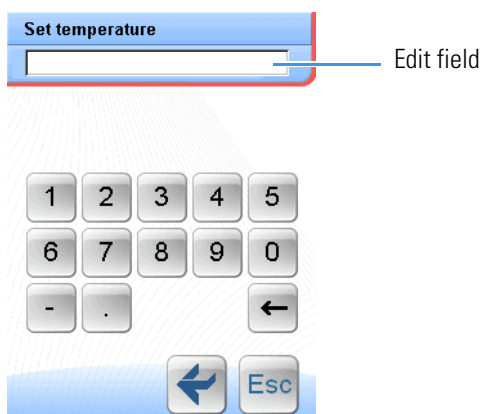 Set temperature
Edit field
1 2 3 4 5
6 7 8 9 0
- . ←
Esc